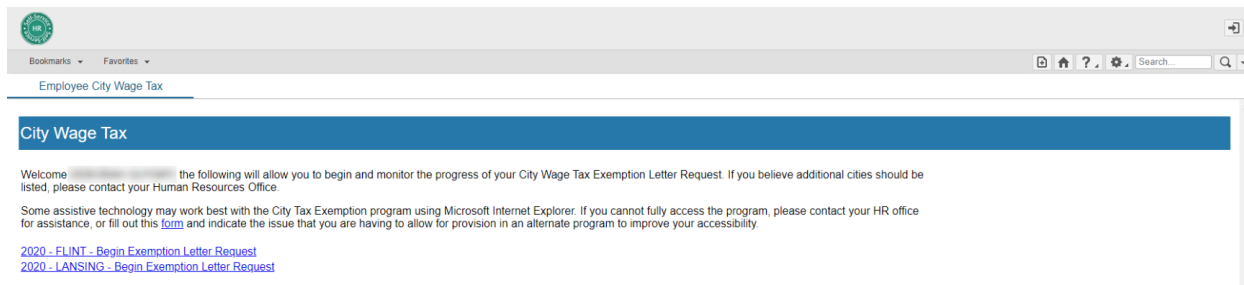 Self-Service
HR
Bookmarks
Favorites
?
Search...
Employee City Wage Tax
City Wage Tax
Welcome the following will allow you to begin and monitor the progress of your City Wage Tax Exemption Letter Request. If you believe additional cities should be
listed, please contact your Human Resources Office.
Some assistive technology may work best with the City Tax Exemption program using Microsoft Internet Explorer. If you cannot fully access the program, please contact your HR office
for assistance, or fill out this form and indicate the issue that you are having to allow for provision in an alternate program to improve your accessibility.
2020 - FLINT - Begin Exemption Letter Request
2020 - LANSING - Begin Exemption Letter Request